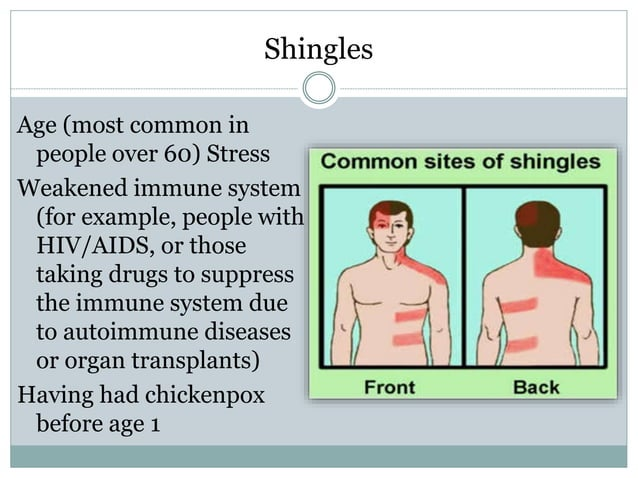 Shingles
Age (most common in
people over 60) Stress
Weakened immune system
(for example, people with
HIV/AIDS, or those
taking drugs to suppress
the immune system due
to autoimmune diseases
or organ transplants)
Having had chickenpox
before age 1
Common sites of shingles
Front
Back